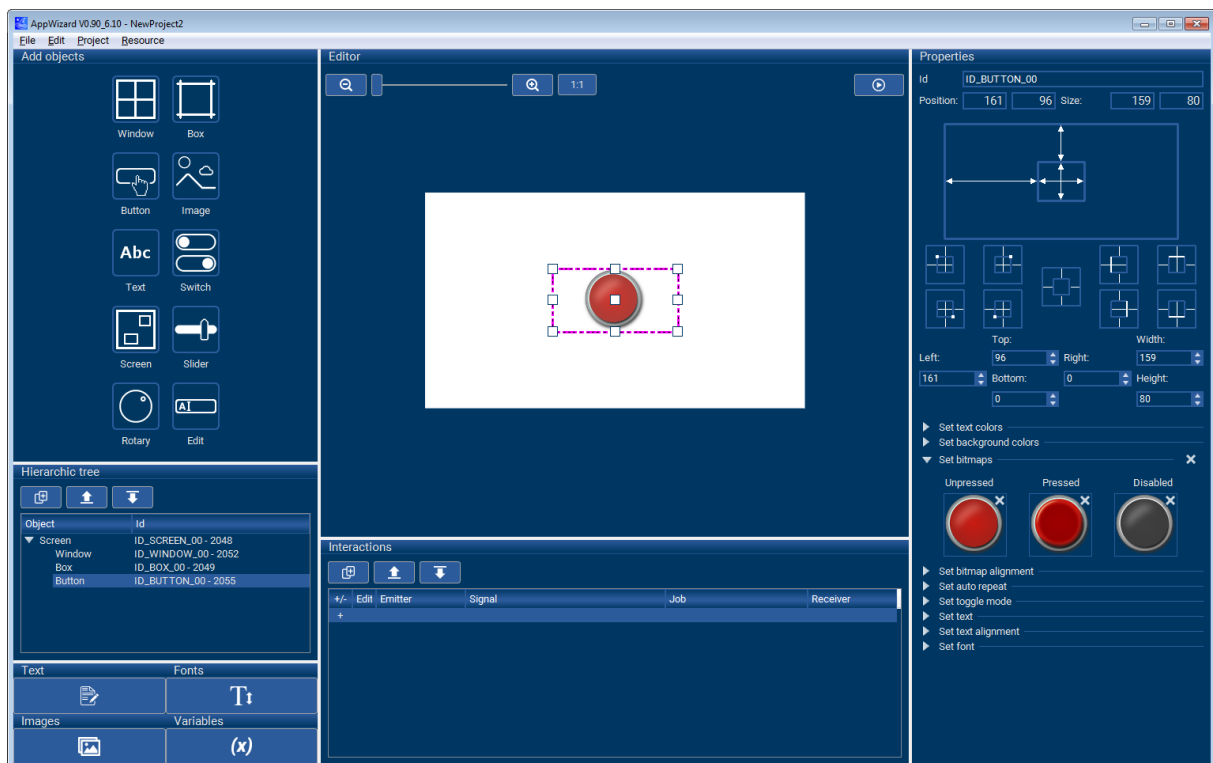 AppWizard V0.90_6.10 - NewProject2
File Edit Project Resource
Add objects
Window Box
Button Image
Abc
Text Switch
Screen Slider
AI
Rotary Edit
Hierarchic tree
Object Id
Screen ID_SCREEN_00 - 2048
Window ID_WINDOW_00 - 2052
Box ID_BOX_00 - 2049
Button ID_BUTTON_00 - 2055
Text Fonts
T
Images Variables
(x)
Editor
1:1
Interactions
+/- Edit Emitter Signal Job Receiver
+
Properties
Id ID_BUTTON_00
Position: 161 96 Size: 159 80
Top: Width:
Left: 96 Right: 159
161 Bottom: 0 Height:
0 80
Set text colors
Set background colors
Set bitmaps
Unpressed Pressed Disabled
Set bitmap alignment
Set auto repeat
Set toggle mode
Set text
Set text alignment
Set font